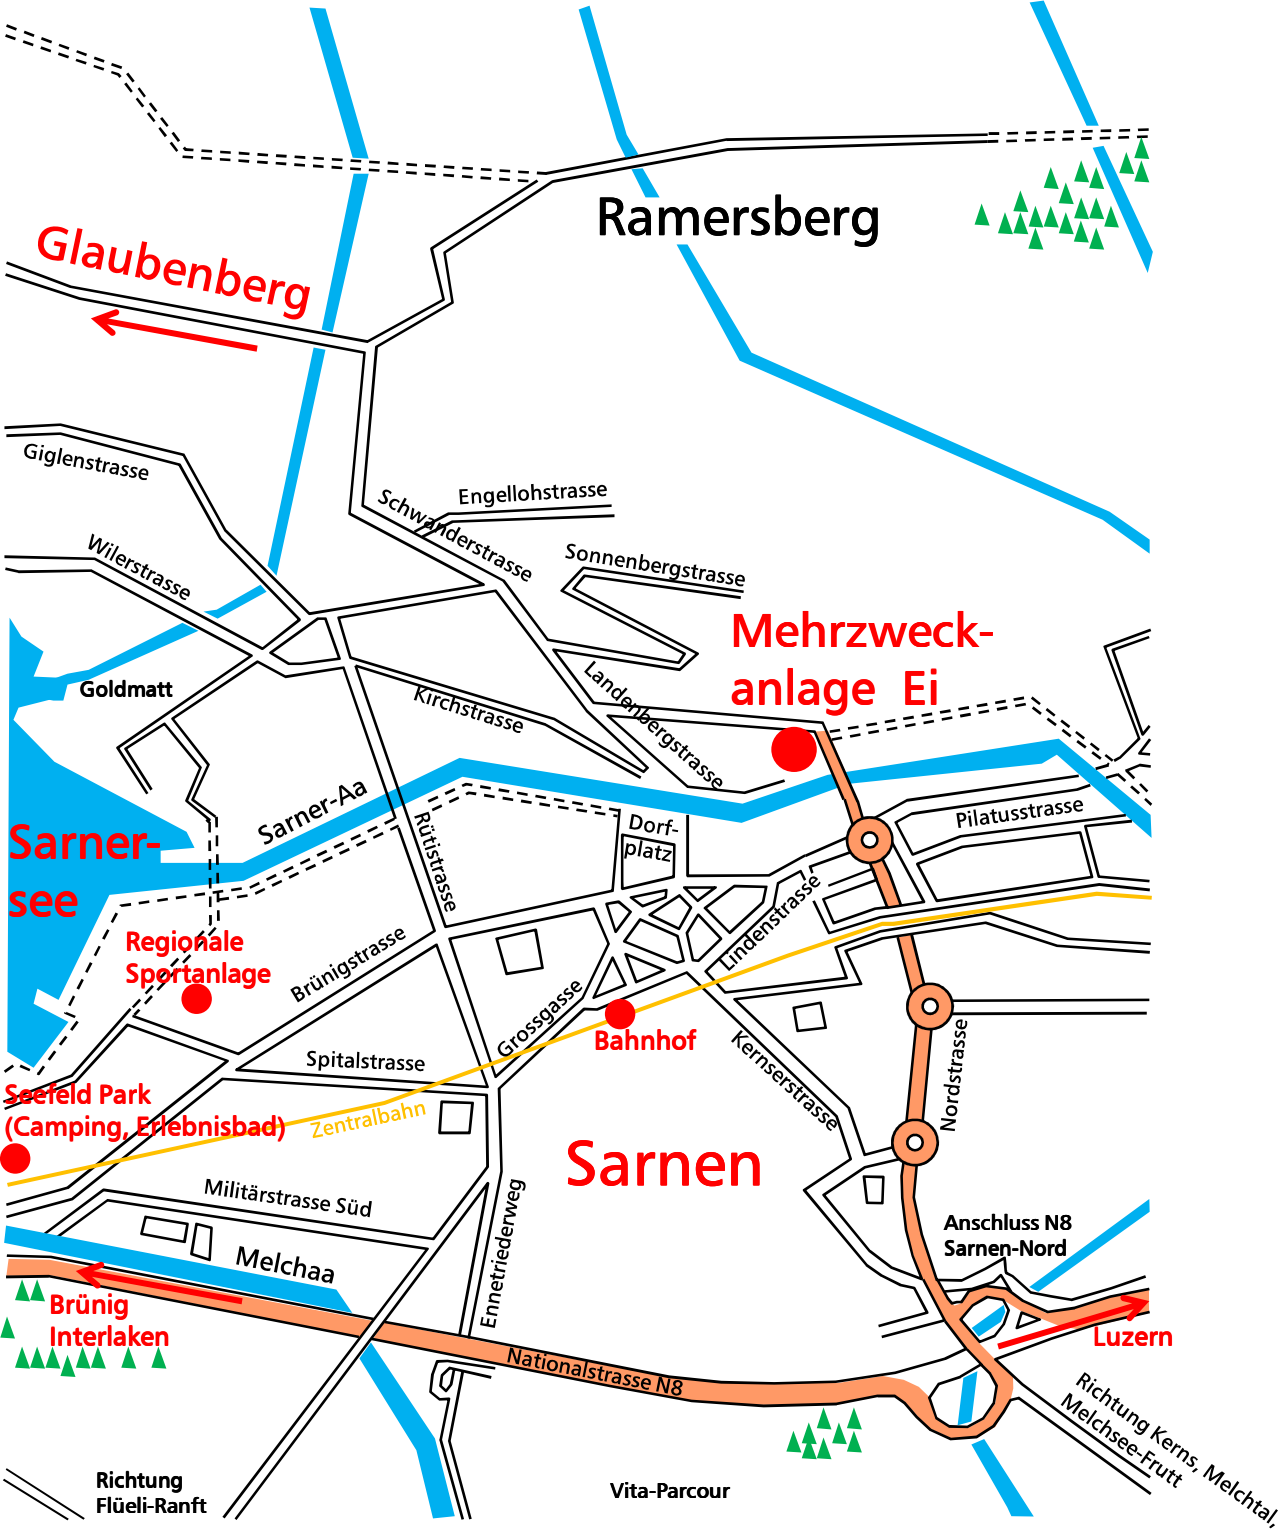 Ramersberg
Glaubenberg
Giglenstrasse
Engellohstrasse
Schwanderstrasse
Wilerstrasse
Sonnenbergstrasse
Mehrzweck-
anlage Ei
Goldmatt
Kirchstrasse
Landenbergstrasse
Sarner-Aa
Pilatusstrasse
Rütistrasse
Dorf-
platz
Sarner-
see
Lindenstrasse
Regionale
Sportanlage
Brünigstrasse
Grossgasse
Bahnhof
Spitalstrasse
Kernserstrasse
Nordstrasse
Seefeld Park
(Camping, Erlebnisbad)
Zentralbahn
Sarnen
Militärstrasse Süd
Ennetriederweg
Anschluss N8
Sarnen-Nord
Melchaa
Brünig
Interlaken
Luzern
Nationalstrasse N8
Richtung Kerns, Melchtal,
Melchsee-Frutt
Richtung
Flüeli-Ranft
Vita-Parcour